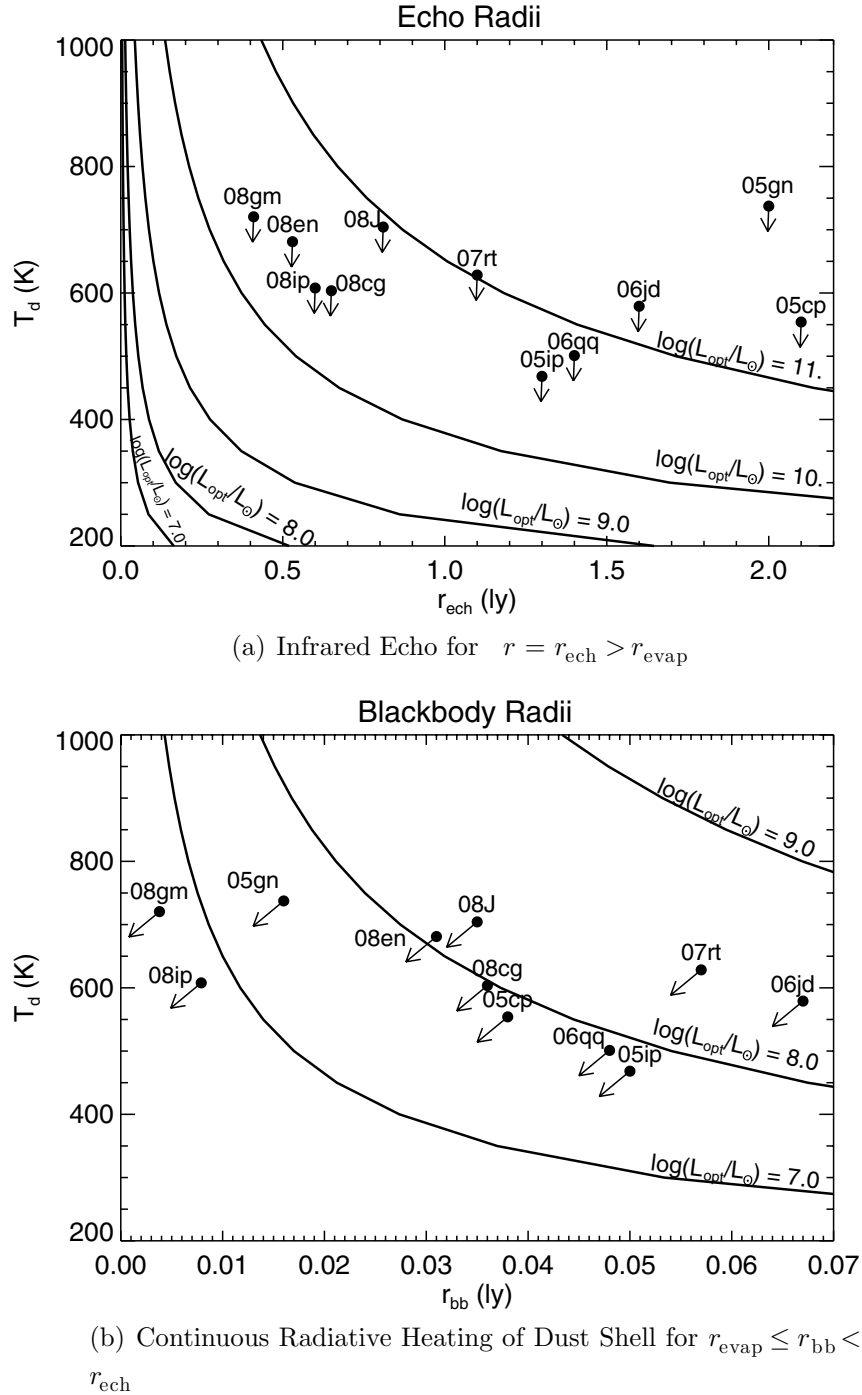 Echo Radii
1000
800
600
400
200
T_d (K)
08gm
08en
08ip
08cg
08J
07rt
05ip
06qq
06jd
05gn
05cp
log(L_opt/L_⊙) = 11.
log(L_opt/L_⊙) = 10.
log(L_opt/L_⊙) = 9.0
log(L_opt/L_⊙) = 8.0
log(L_opt/L_⊙) = 7.0
0.0 0.5 1.0 1.5 2.0
r_ech (ly)
(a) Infrared Echo for r = r_ech > r_evap
Blackbody Radii
1000
800
600
400
200
T_d (K)
08gm
08ip
05gn
08en
08J
08cg
05cp
06qq
05ip
07rt
06jd
log(L_opt/L_⊙) = 9.0
log(L_opt/L_⊙) = 8.0
log(L_opt/L_⊙) = 7.0
0.00 0.01 0.02 0.03 0.04 0.05 0.06 0.07
r_bb (ly)
(b) Continuous Radiative Heating of Dust Shell for r_evap ≤ r_bb <
r_ech